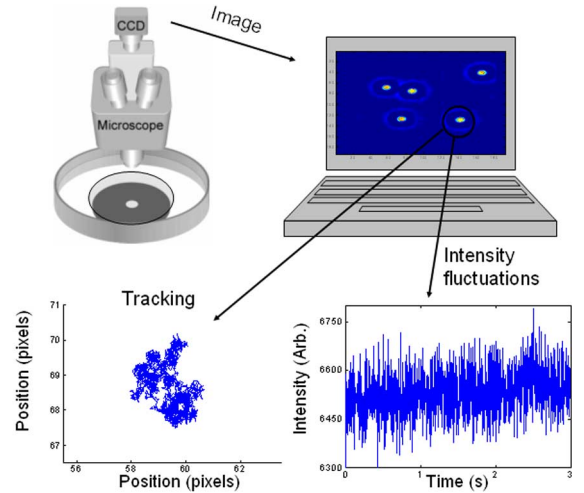 CCD
Image
Microscope
Intensity
fluctuations
Tracking
Position (pixels)
71
70
69
68
67
56
58
60
62
Position (pixels)
Intensity (Arb.)
6750
6600
6450
6300
0
1
2
3
Time (s)